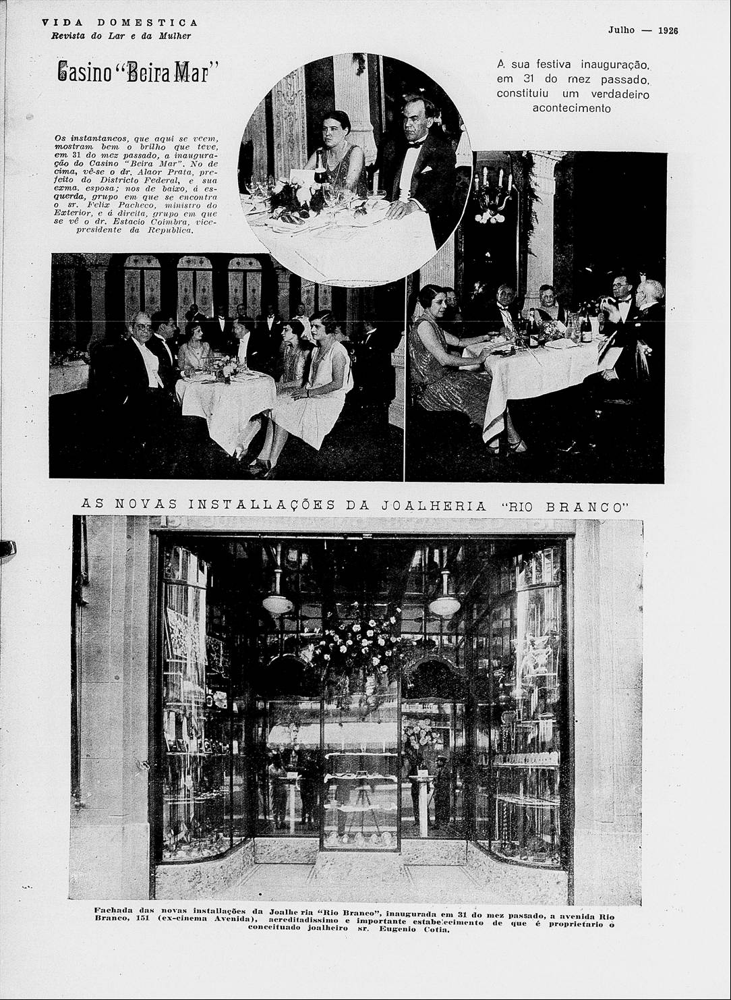 VIDA DOMESTICA
Revista do Lar e da Mulher
Julho — 1926
Casino “Beira Mar”
A sua festiva inauguração,
em 31 do mez passado,
constituiu um verdadeiro
acontecimento
Os instantaneos, que aqui se veem,
mostram bem o brilho que teve,
em 31 do mez passado, a inaugura-
ção do Casino “Beira Mar”. No de
cima, vê-se o dr. Alaor Prata, pre-
feito do Districto Federal, e sua
exma. esposa; nos de baixo, á es-
querda, grupo em que se encontra
o sr. Felix Pacheco, ministro do
Exterior, e á direita, grupo em que
se vê o dr. Estacio Coimbra, vice-
presidente da Republica.
AS NOVAS INSTALLAÇÕES DA JOALHERIA “RIO BRANCO”
Fachada das novas installações da Joalhe ria “Rio Branco”, inaugurada em 31 do mez passado, a avenida Rio
Branco, 151 (ex-cinema Avenida), acreditadissimo e importante estabelecimento de que é proprietario o
conceituado joalheiro sr. Eugenio Cotia.